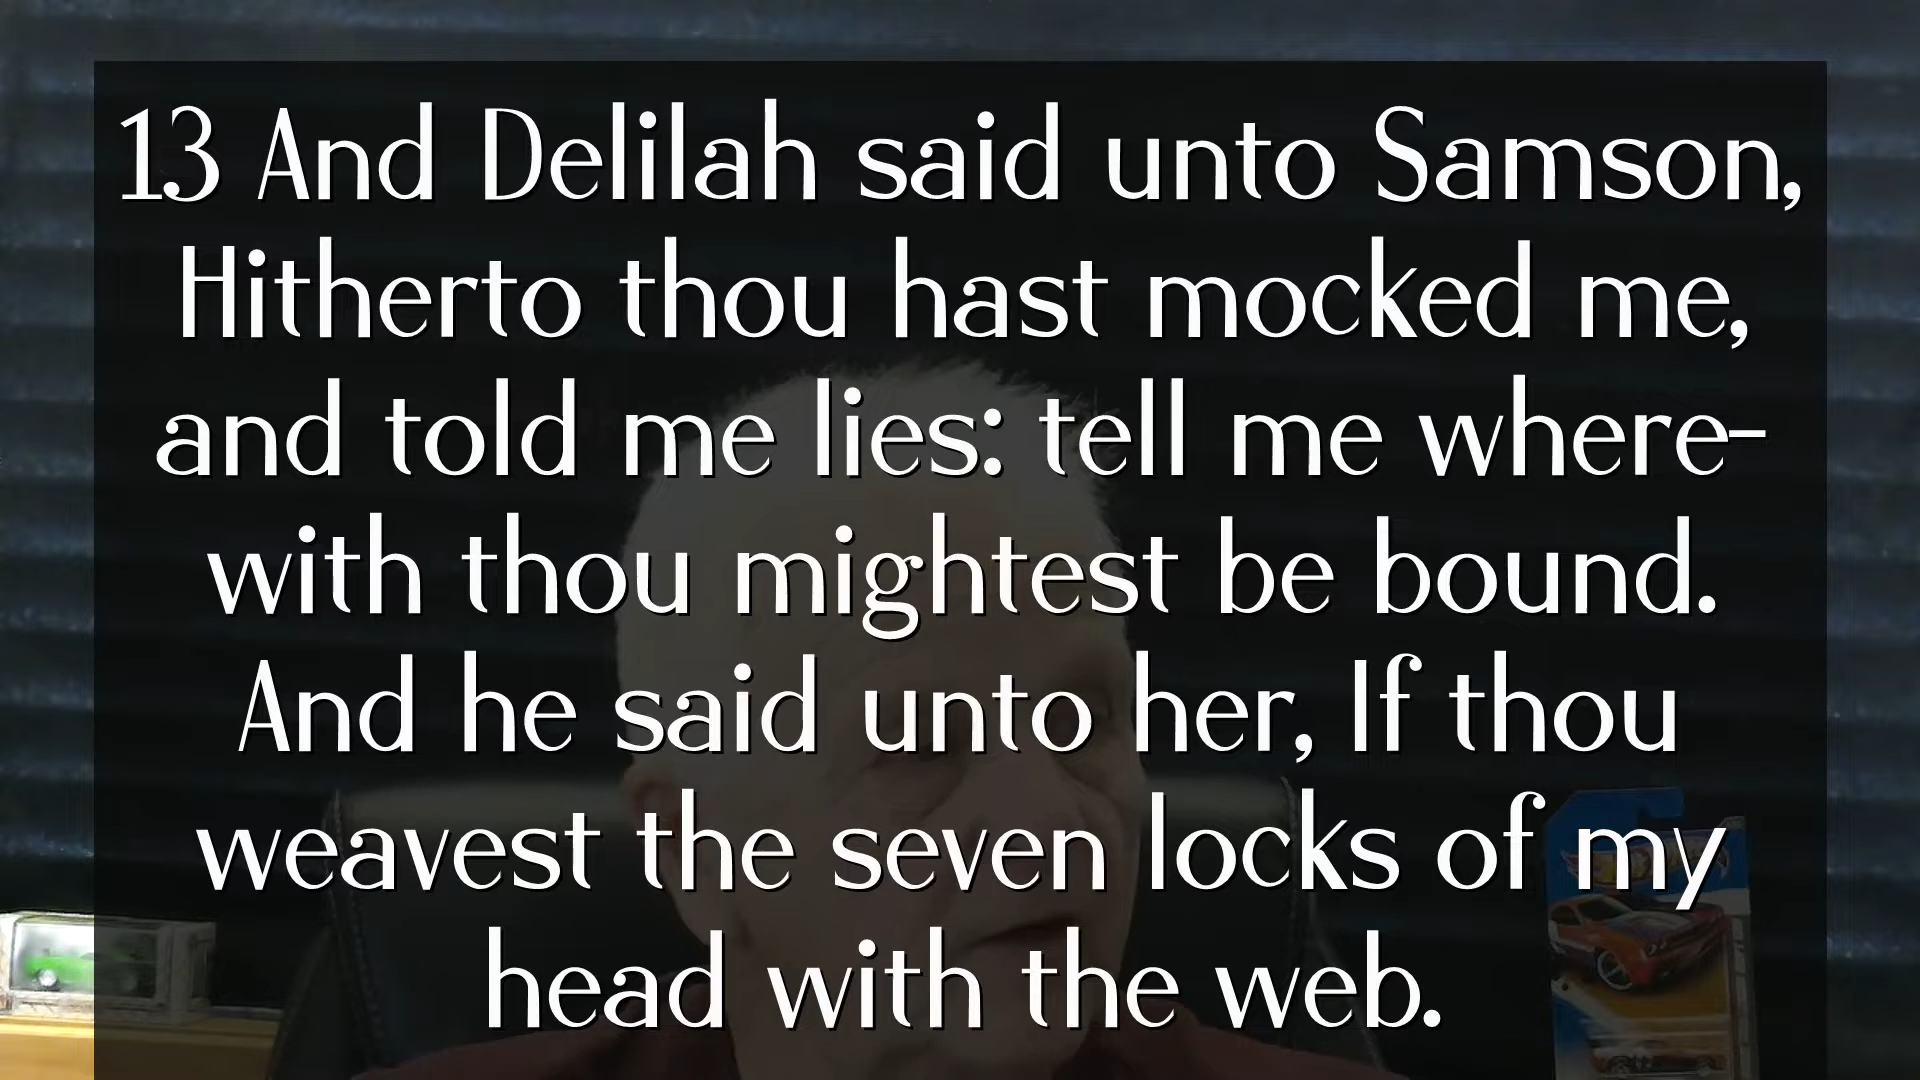 13 And Delilah said unto Samson,
Hitherto thou hast mocked me,
and told me lies: tell me where-
with thou mightest be bound.
And he said unto her, If thou
weavest the seven locks of my
head with the web.